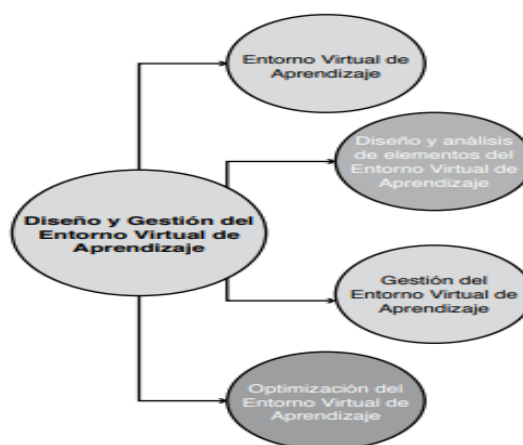 Entorno Virtual de
Aprendizaje
Diseño y análisis
de elementos del
Entorno Virtual de
Aprendizaje
Diseño y Gestión del
Entorno Virtual de
Aprendizaje
Gestión del
Entorno Virtual de
Aprendizaje
Optimización del
Entorno Virtual de
Aprendizaje